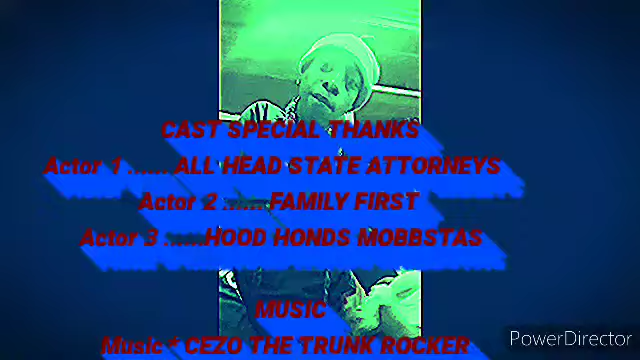 CAST SPECIAL THANKS
Actor 1 ...... ALL HEAD STATE ATTORNEYS
Actor 2 ...... FAMILY FIRST
Actor 3 ......HOOD HONDS MOBBSTAS
MUSIC
Music * CEZO THE TRUNK ROCKER
PowerDirector